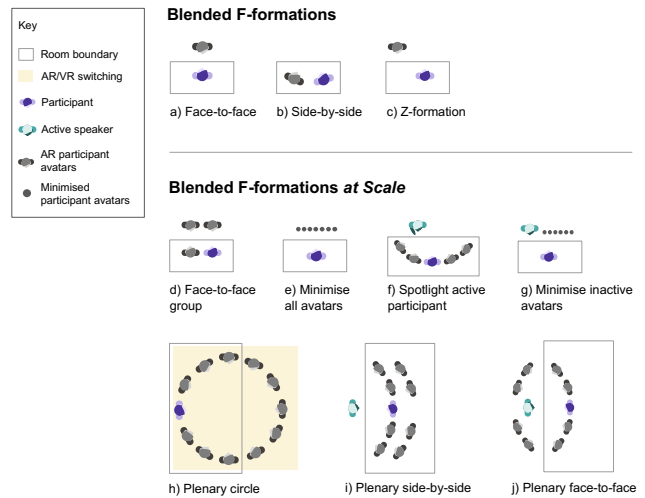 Blended F-formations
Key
Room boundary
AR/VR switching
Participant
Active speaker
AR participant
avatars
Minimised
participant avatars
a) Face-to-face
b) Side-by-side
c) Z-formation
Blended F-formations at Scale
d) Face-to-face
group
e) Minimise
all avatars
f) Spotlight active
participant
g) Minimise inactive
avatars
h) Plenary circle
i) Plenary side-by-side
j) Plenary face-to-face